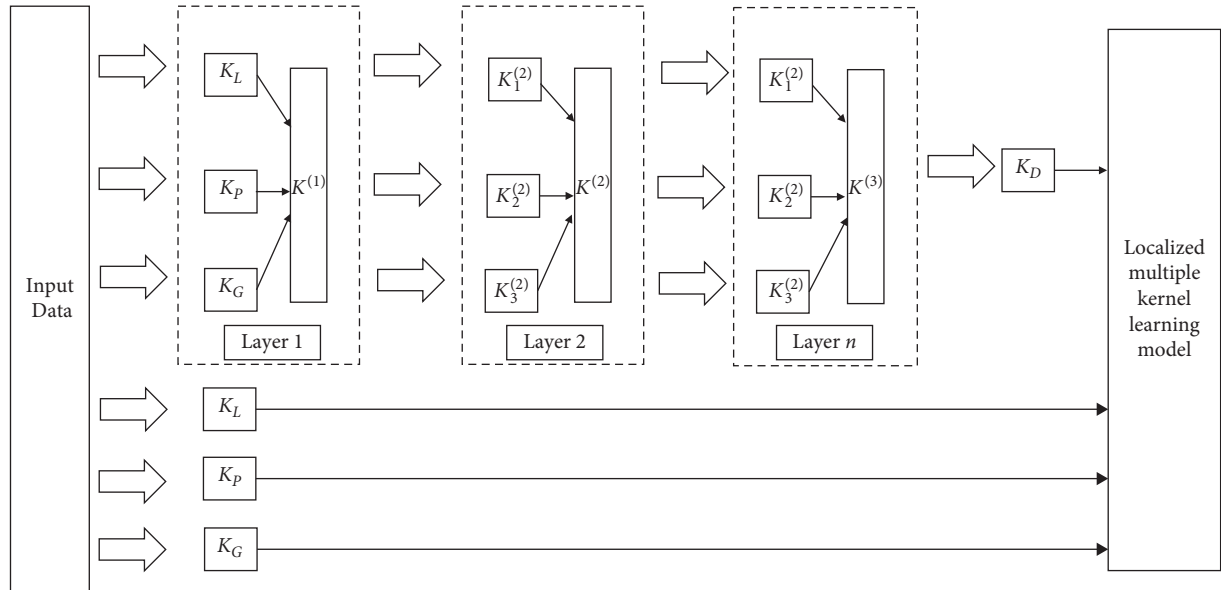 Input
Data
K_L
K_P
K_G
K^(1)
Layer 1
K_1^(2)
K_2^(2)
K_3^(2)
K^(2)
Layer 2
K_1^(2)
K_2^(2)
K_3^(2)
K^(3)
Layer n
K_D
Localized
multiple
kernel
learning
model
K_L
K_P
K_G